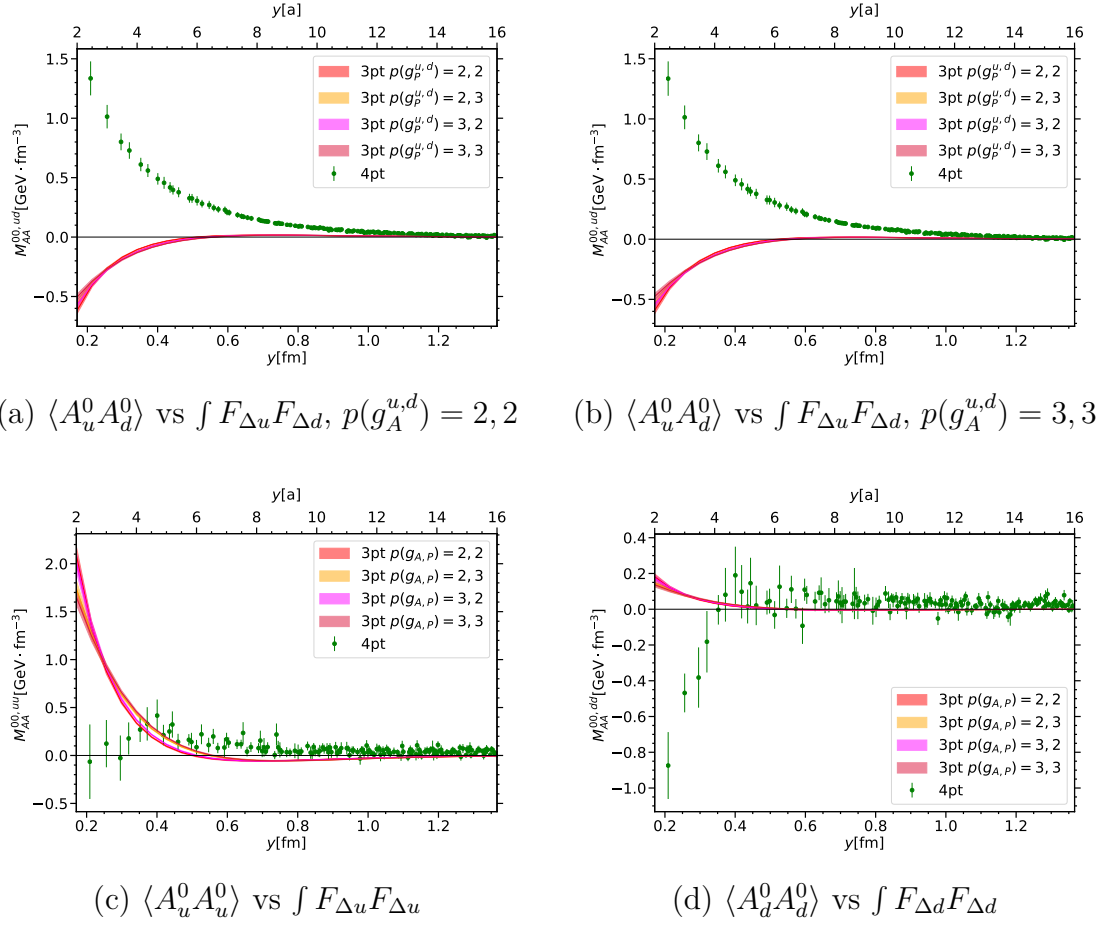 y[a]
2 4 6 8 10 12 14 16
1.5
1.0
0.5
0.0
−0.5
M_{AA}^{00,ud}[GeV·fm⁻³]
3pt p(g_P^{u,d}) = 2, 2
3pt p(g_P^{u,d}) = 2, 3
3pt p(g_P^{u,d}) = 3, 2
3pt p(g_P^{u,d}) = 3, 3
4pt
0.2 0.4 0.6 0.8 1.0 1.2
y[fm]
(a) ⟨A_u^0 A_d^0⟩ vs ∫ F_{Δu}F_{Δd}, p(g_A^{u,d}) = 2, 2
y[a]
2 4 6 8 10 12 14 16
1.5
1.0
0.5
0.0
−0.5
M_{AA}^{00,ud}[GeV·fm⁻³]
3pt p(g_P^{u,d}) = 2, 2
3pt p(g_P^{u,d}) = 2, 3
3pt p(g_P^{u,d}) = 3, 2
3pt p(g_P^{u,d}) = 3, 3
4pt
0.2 0.4 0.6 0.8 1.0 1.2
y[fm]
(b) ⟨A_u^0 A_d^0⟩ vs ∫ F_{Δu}F_{Δd}, p(g_A^{u,d}) = 3, 3
y[a]
2 4 6 8 10 12 14 16
2.0
1.5
1.0
0.5
0.0
−0.5
M_{AA}^{00,uu}[GeV·fm⁻³]
3pt p(g_{A,P}) = 2, 2
3pt p(g_{A,P}) = 2, 3
3pt p(g_{A,P}) = 3, 2
3pt p(g_{A,P}) = 3, 3
4pt
0.2 0.4 0.6 0.8 1.0 1.2
y[fm]
(c) ⟨A_u^0 A_u^0⟩ vs ∫ F_{Δu}F_{Δu}
y[a]
2 4 6 8 10 12 14 16
0.4
0.2
0.0
−0.2
−0.4
−0.6
−0.8
−1.0
M_{AA}^{00,dd}[GeV·fm⁻³]
3pt p(g_{A,P}) = 2, 2
3pt p(g_{A,P}) = 2, 3
3pt p(g_{A,P}) = 3, 2
3pt p(g_{A,P}) = 3, 3
4pt
0.2 0.4 0.6 0.8 1.0 1.2
y[fm]
(d) ⟨A_d^0 A_d^0⟩ vs ∫ F_{Δd}F_{Δd}